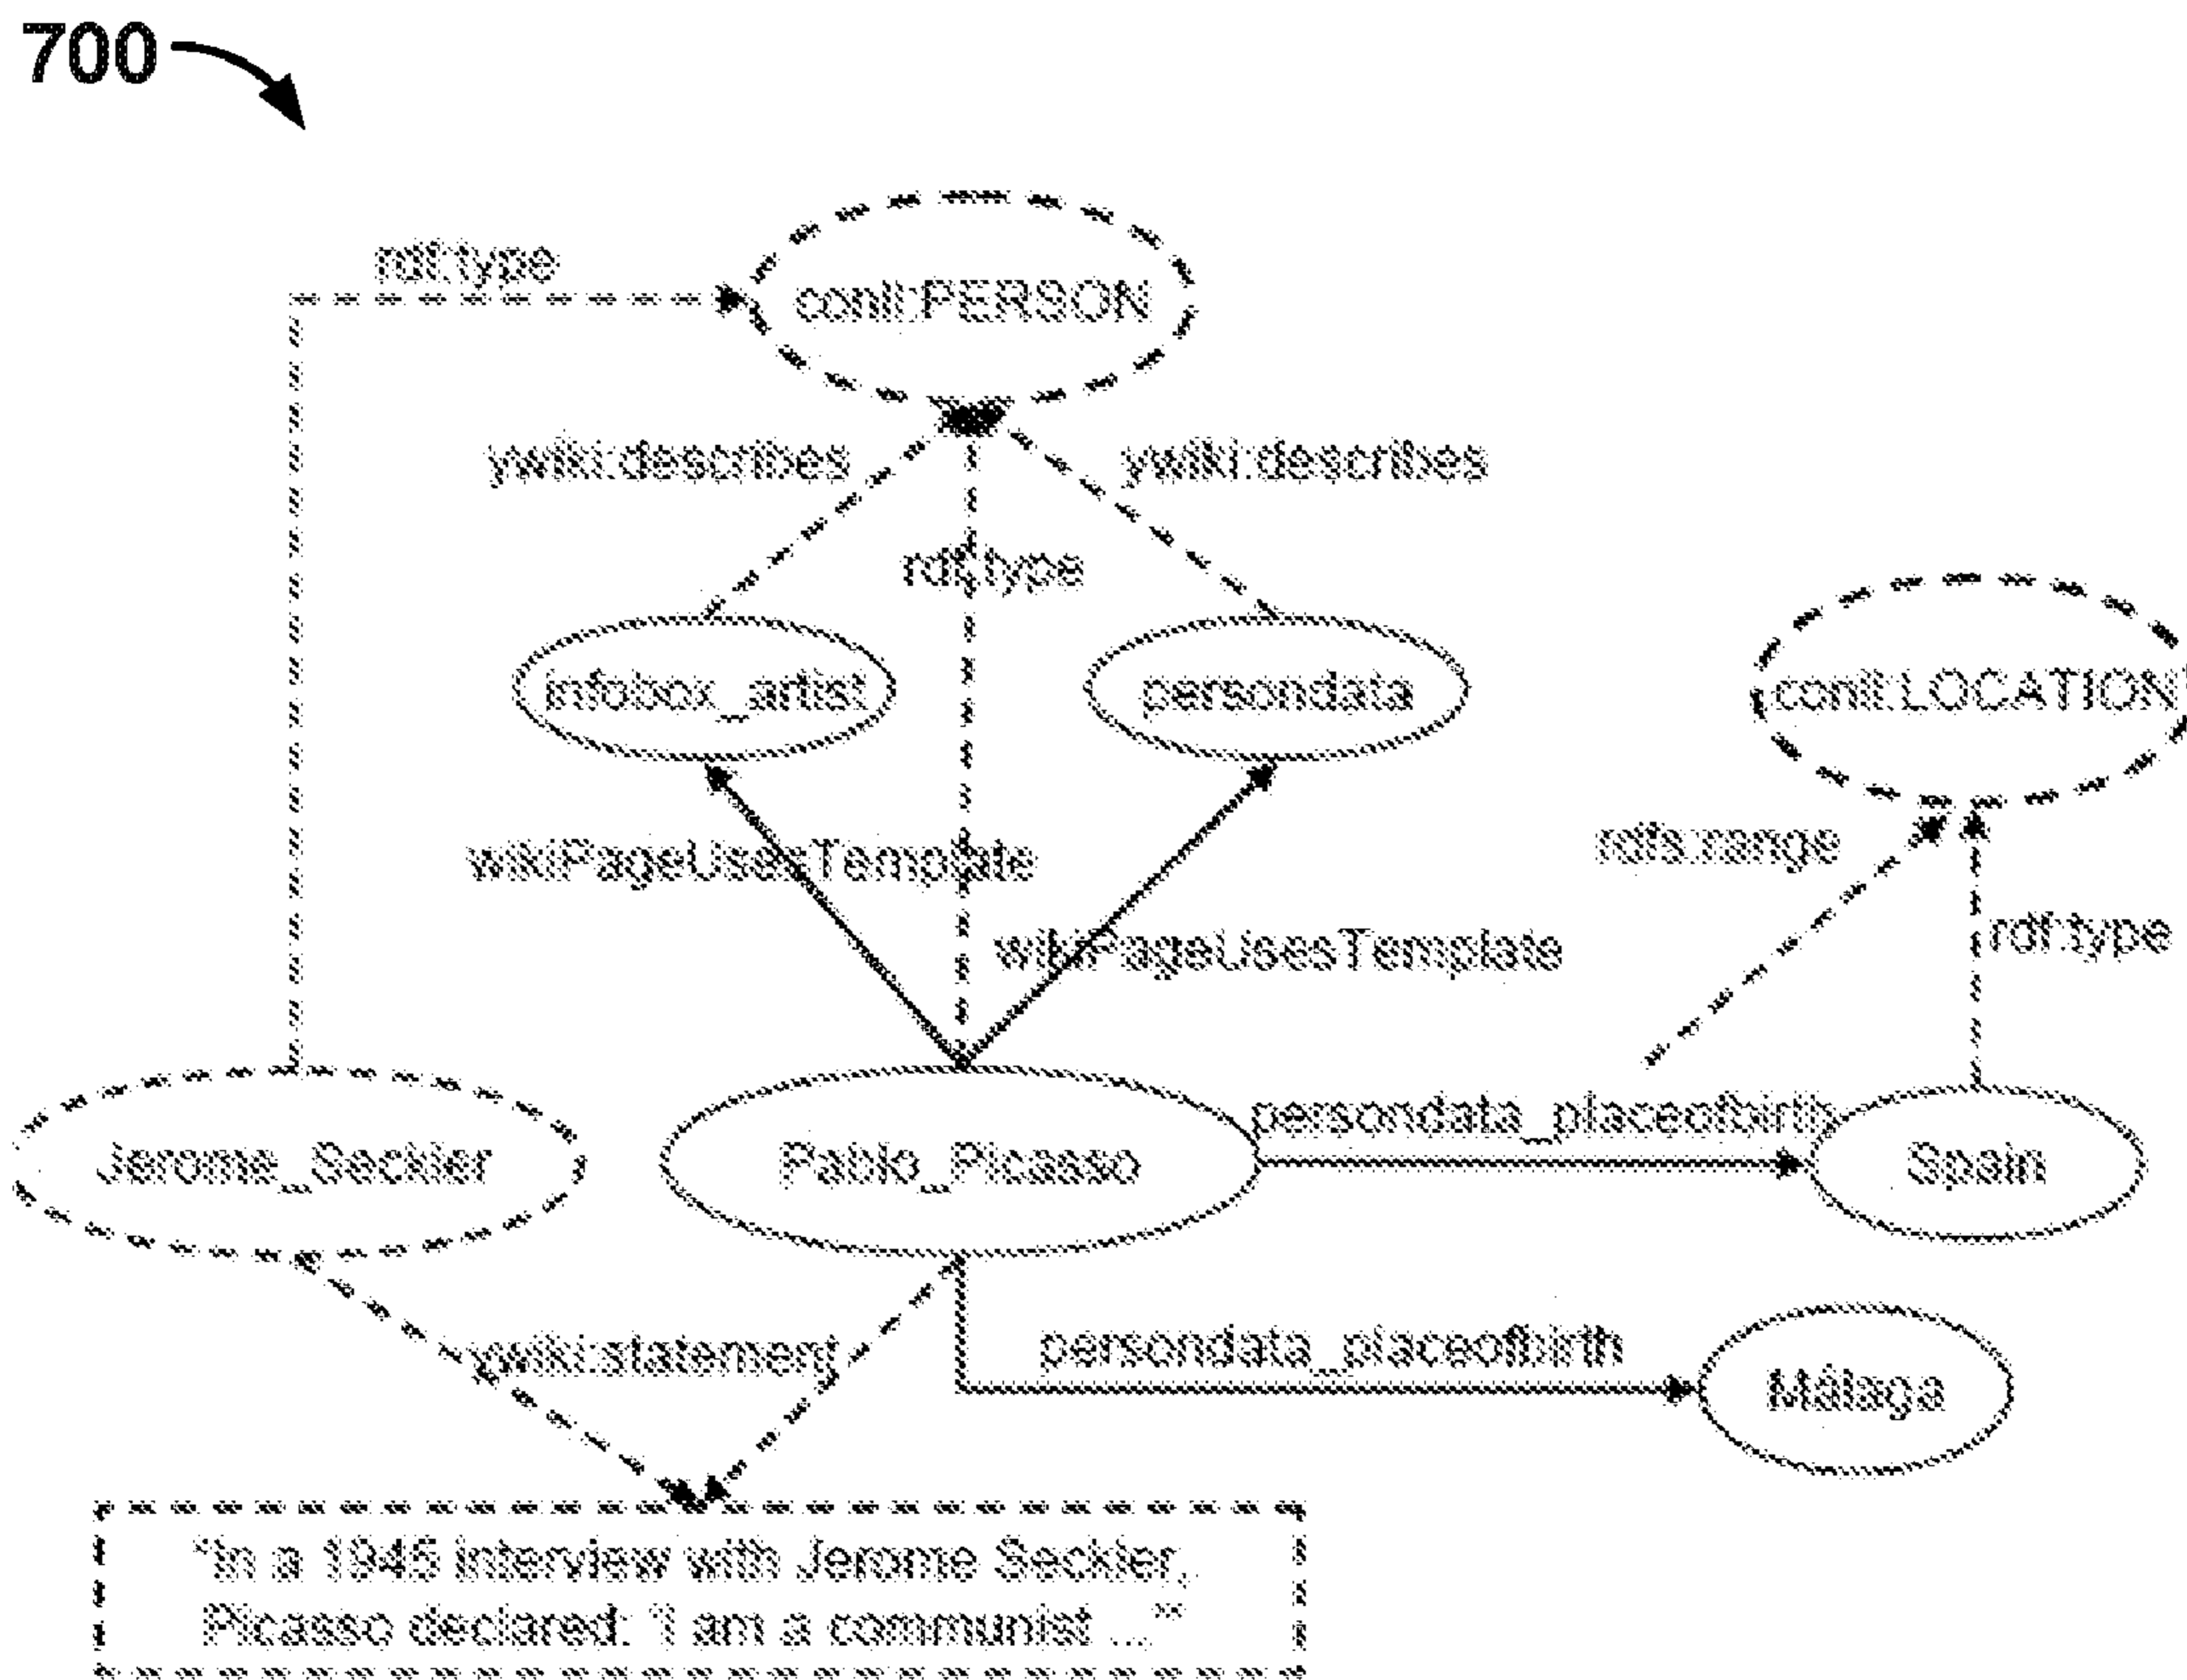 700
rdf:type
conll:PERSON
ywiki:describes
ywiki:describes
rdf:type
infobox_artist
persondata
conll:LOCATION
wikiPageUsesTemplate
rdfs:range
rdf:type
wikiPageUsesTemplate
persondata_placeofbirth
Jerome_Seckler
Pablo_Picasso
Spain
ywiki:statement
persondata_placeofbirth
Málaga
"In a 1945 interview with Jerome Seckler,
Picasso declared: 'I am a communist ... '"